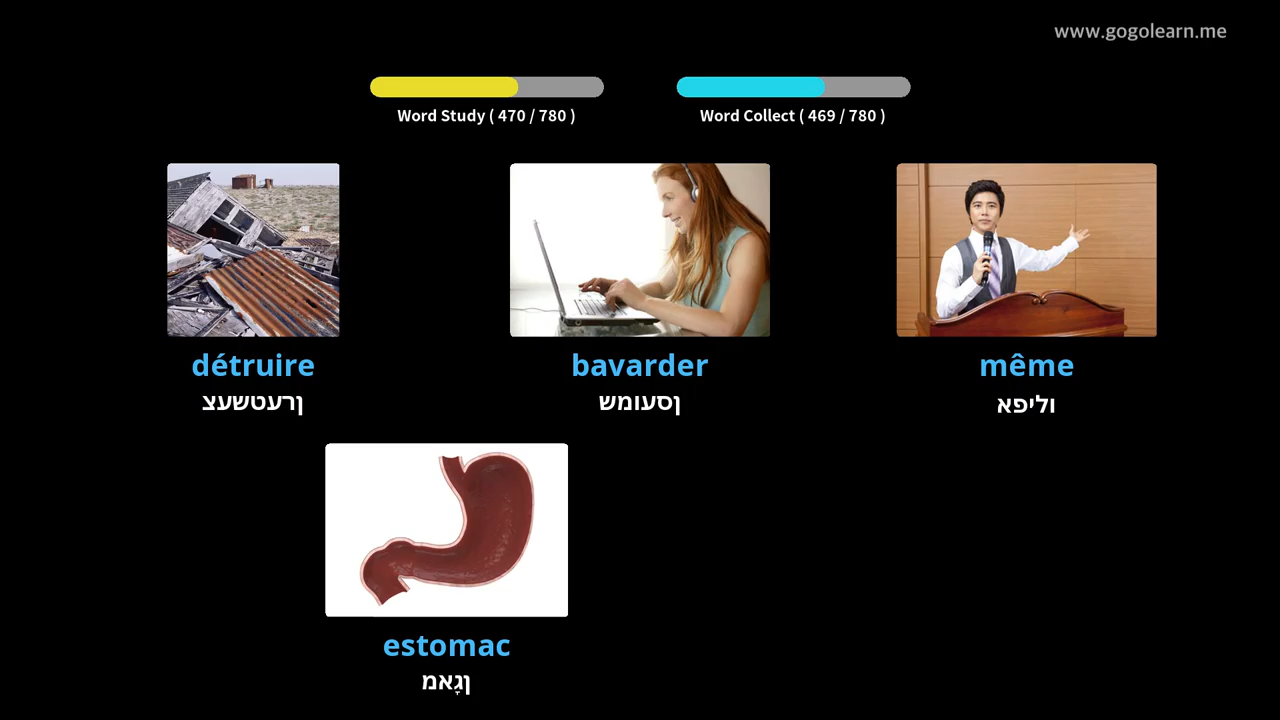 www.gogolearn.me
Word Study ( 470 / 780 )
Word Collect ( 469 / 780 )
détruire
צעשטערן
bavarder
שמועסן
même
אפילו
estomac
מאָגן